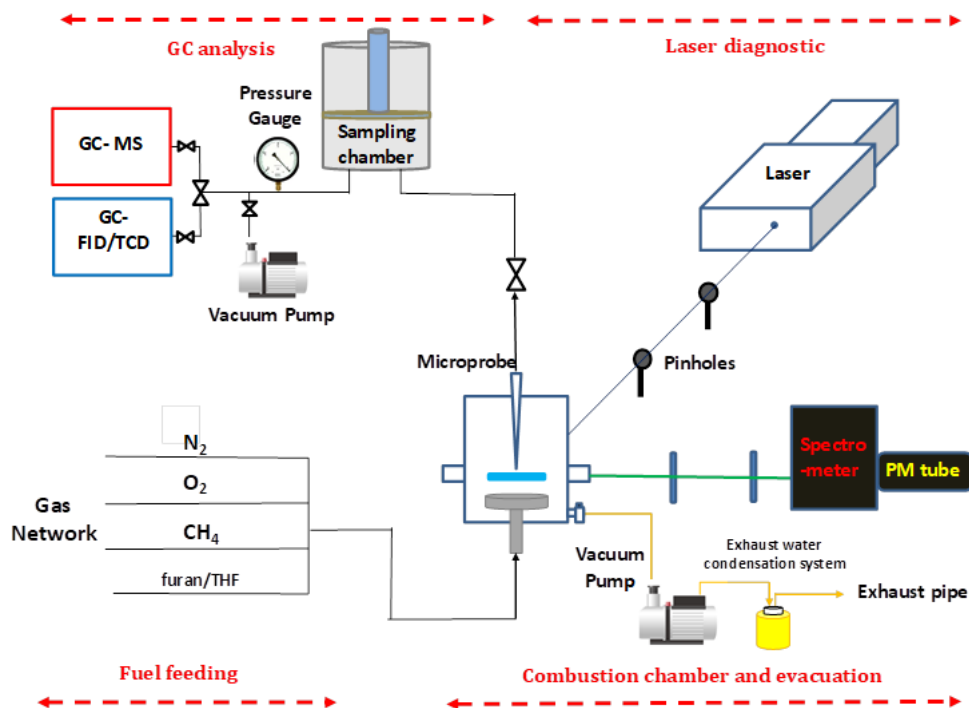 GC analysis
Laser diagnostic
Pressure
Gauge
Sampling
chamber
GC- MS
GC-
FID/TCD
Vacuum Pump
Laser
Microprobe
Pinholes
N₂
O₂
CH₄
furan/THF
Gas
Network
Spectro
-meter
PM tube
Vacuum
Pump
Exhaust water
condensation system
Exhaust pipe
Fuel feeding
Combustion chamber and evacuation